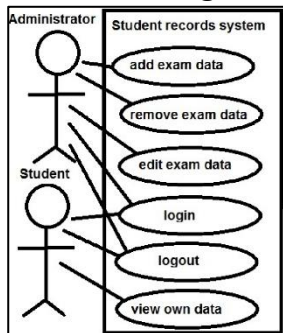 Administrator
Student records system
add exam data
remove exam data
edit exam data
Student
login
logout
view own data